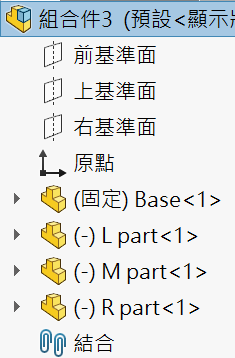 組合件3 (預設<顯示
前基準面
上基準面
右基準面
原點
(固定) Base<1>
(-) L part<1>
(-) M part<1>
(-) R part<1>
結合